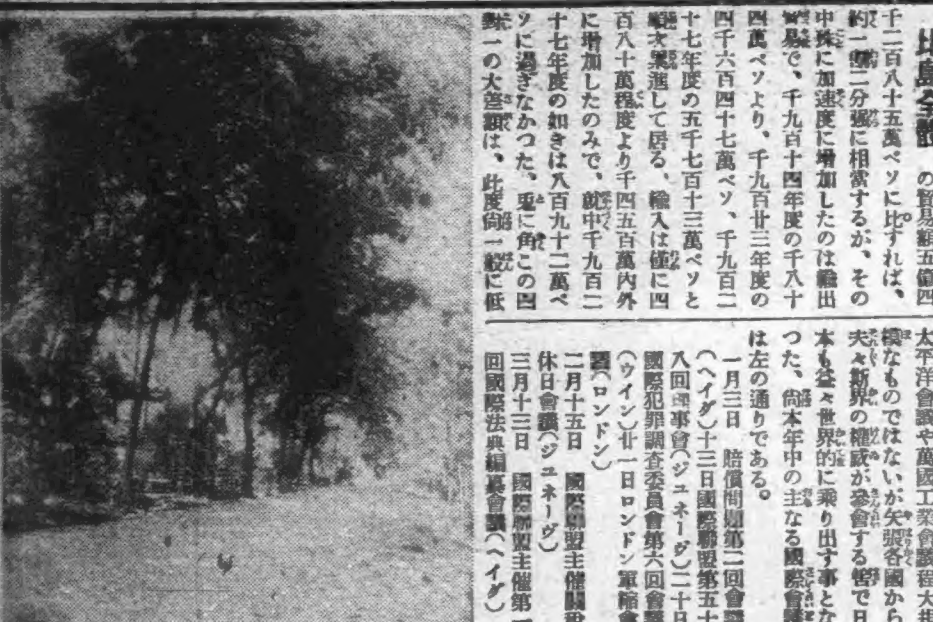 比島全
の貿易額五億四
千二百八十五萬ペソに比すれば、
約一二分强に相當するが、その
中殊に加速度に増加したのは輸出
貿易で、千九百十四年度の千八十
四萬ペソより、千九百廿三年度の
四千六百四十七萬ペソ、千九百二
十七年度の五千七百十三萬ペソと
進して居る、輸入は僅に四
百八十萬程度より千四五百萬内外
に増加したのみで、就中千九百二
十七年度の如きは八百九十二萬ペ
ソに過ぎなかつた、兎に角この四
一の大額は、此度尙一般に低
太平洋會議や萬國工業會議程大規
模なものではないが矢張各國から
夫々斯界の權威が參會する筈で日
本も益々世界的に乘り出す事とな
つた、尙本年中の主なる國際會議
は左の通りである。
一月三日 賠償問題第二回會議
(ヘイグ)十三日國際聯盟第五十
八回理事會(ジユネーヴ)二十日
國際犯罪調査委員會第六回會議
(ウイン)廿一日ロンドン軍縮會
議(ロンドン)
二月十五日 國際聯盟主催關稅
休日會議(ジユネーヴ)
三月十三日 國際聯盟主催第一
回國際法典編纂會議(ヘイグ)